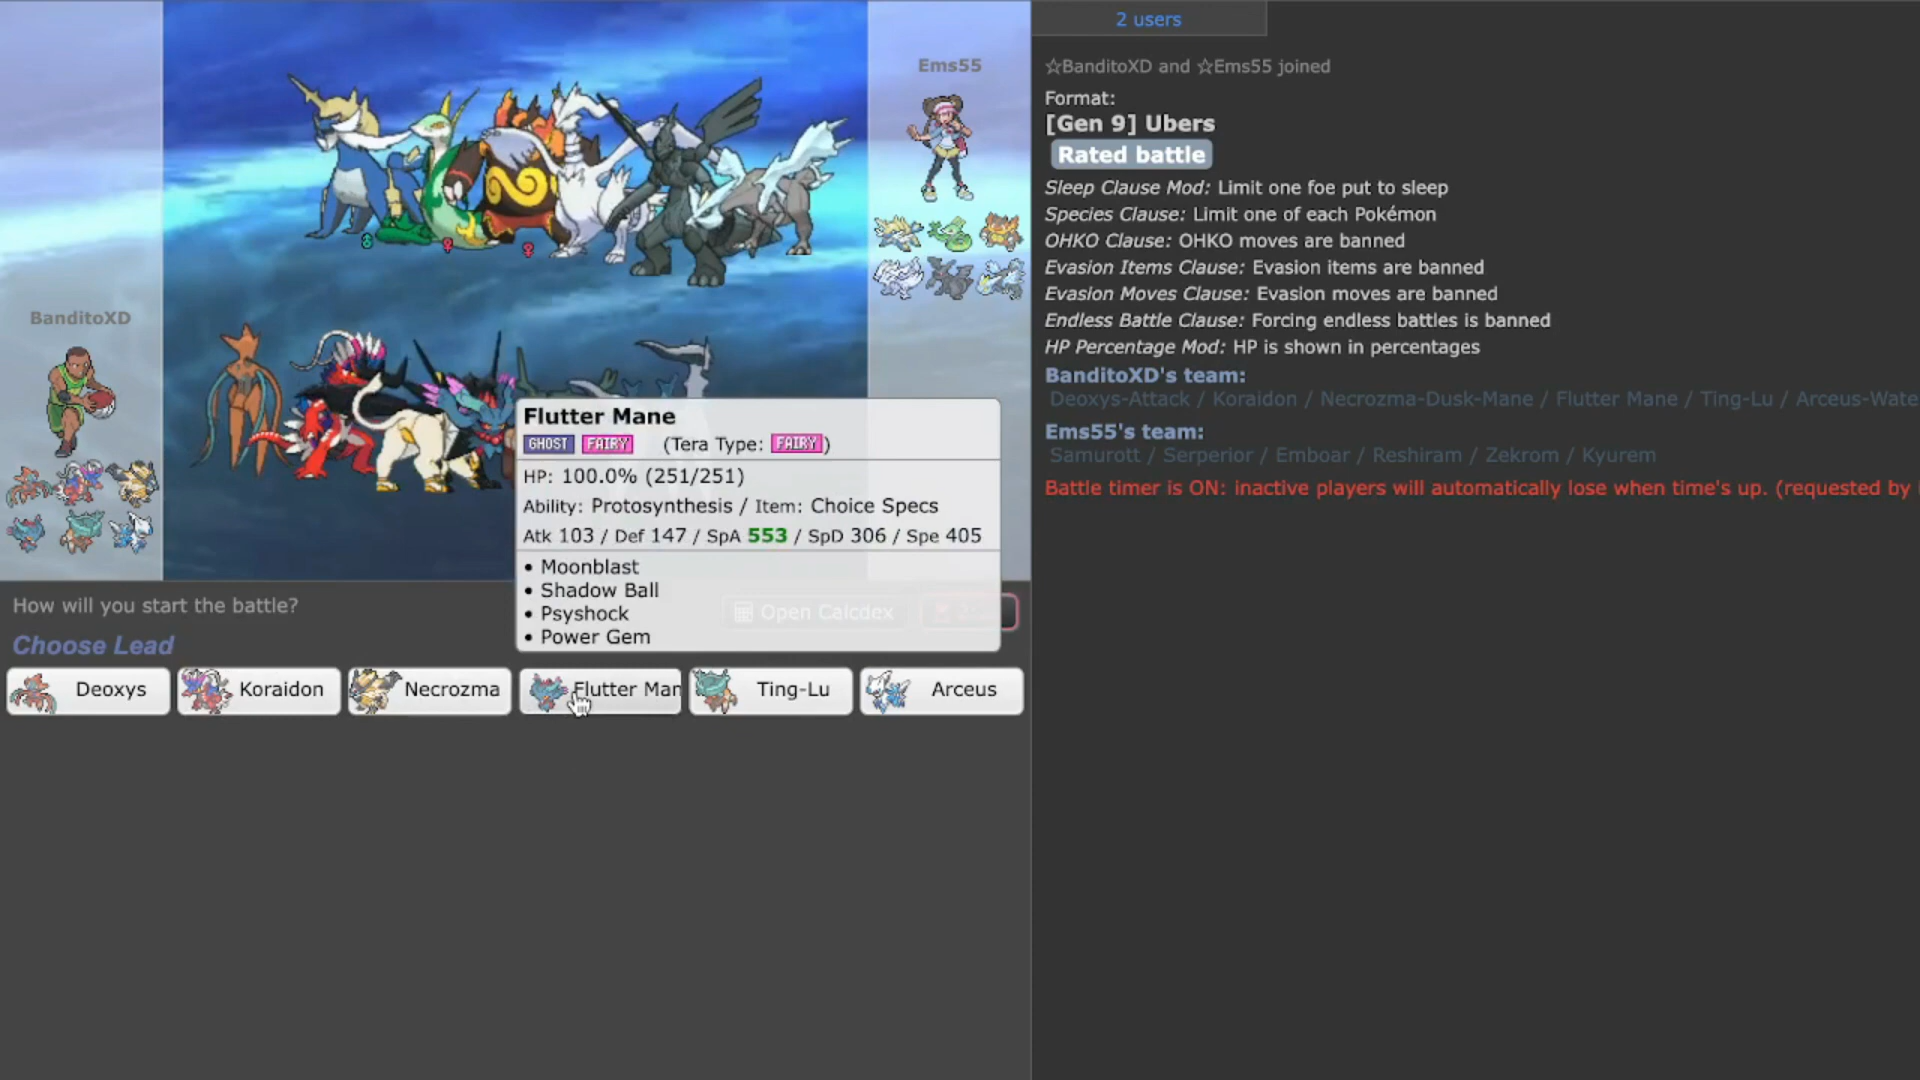 2 users
Ems55
☆BanditoXD and ☆Ems55 joined
Format:
[Gen 9] Ubers
Rated battle
Sleep Clause Mod: Limit one foe put to sleep
Species Clause: Limit one of each Pokémon
OHKO Clause: OHKO moves are banned
Evasion Items Clause: Evasion items are banned
Evasion Moves Clause: Evasion moves are banned
Endless Battle Clause: Forcing endless battles is banned
HP Percentage Mod: HP is shown in percentages
BanditoXD's team:
Deoxys-Attack / Koraidon / Necrozma-Dusk-Mane / Flutter Mane / Ting-Lu / Arceus-Wate
Ems55's team:
Samurott / Serperior / Emboar / Reshiram / Zekrom / Kyurem
Battle timer is ON: inactive players will automatically lose when time's up. (requested by
BanditoXD
Flutter Mane
GHOST FAIRY (Tera Type: FAIRY)
HP: 100.0% (251/251)
Ability: Protosynthesis / Item: Choice Specs
Atk 103 / Def 147 / SpA 553 / SpD 306 / Spe 405
• Moonblast
• Shadow Ball
• Psyshock
• Power Gem
How will you start the battle?
Open Calcdex
Choose Lead
Deoxys
Koraidon
Necrozma
Flutter Man
Ting-Lu
Arceus